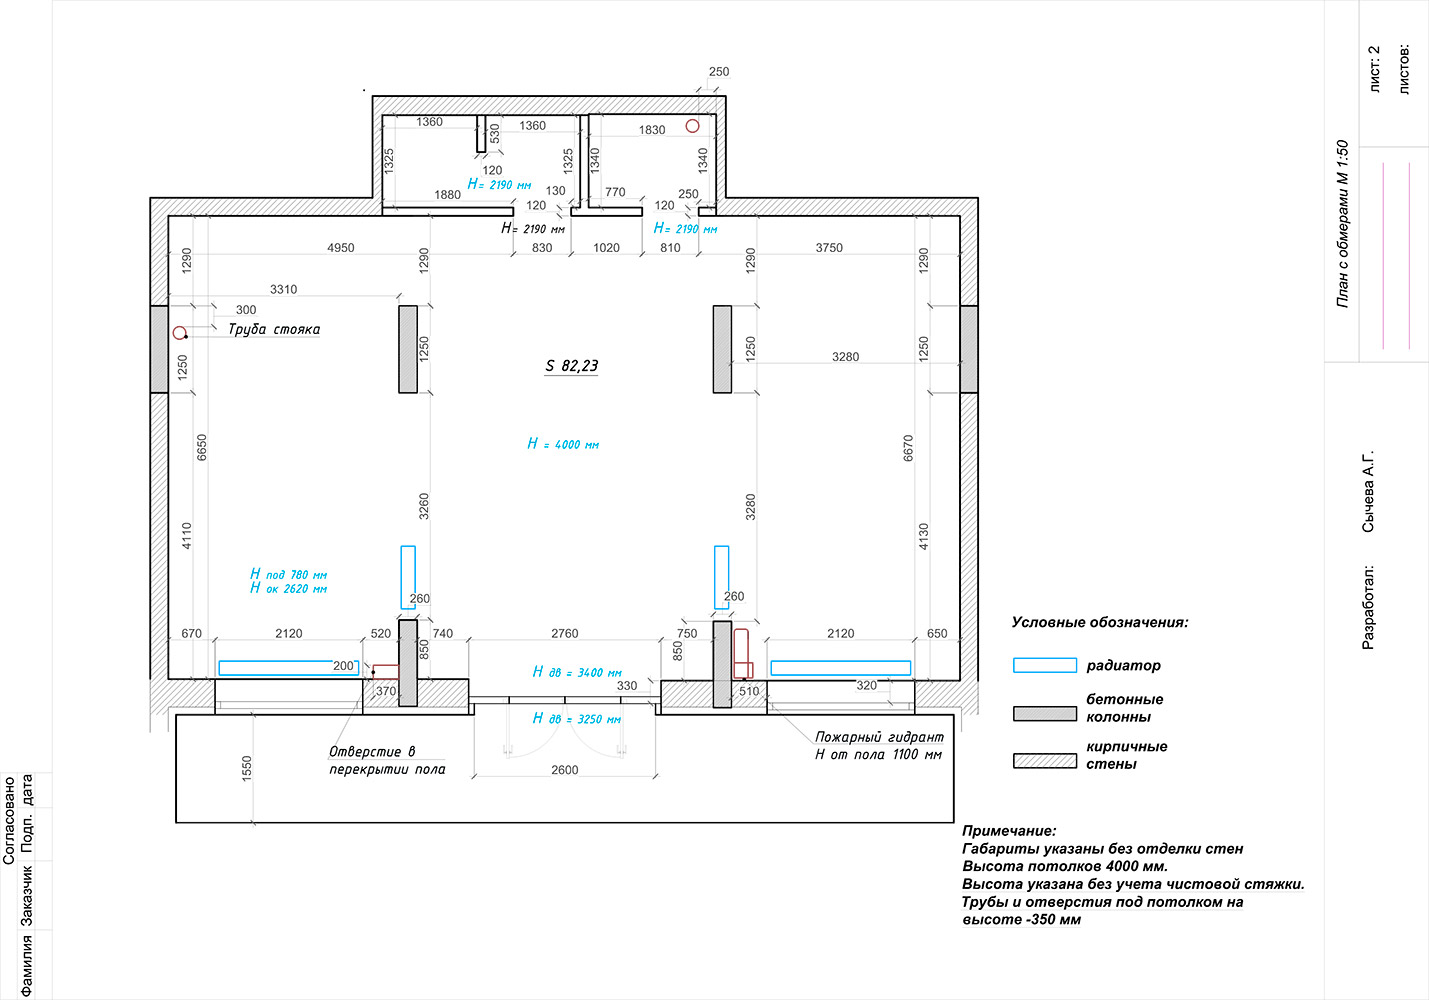 250
1360
530
1360
1830
1325
1325
1340
1340
120
H= 2190 мм
1880
130
120
770
250
120
H= 2190 мм
H= 2190 мм
4950
830
1020
810
3750
1290
1290
1290
1290
3310
300
Труба стояка
1250
1250
1250
1250
3280
S 82,23
H = 4000 мм
6650
6670
4110
3260
3280
4130
H под 780 мм
H ок 2620 мм
260
260
670
2120
520
740
2760
750
2120
650
850
850
200
370
H дв = 3400 мм
330
510
320
H дв = 3250 мм
Отверстие в
перекрытии пола
Пожарный гидрант
H от пола 1100 мм
1550
2600
Условные обозначения:
радиатор
бетонные
колонны
кирпичные
стены
Примечание:
Габариты указаны без отделки стен
Высота потолков 4000 мм.
Высота указана без учета чистовой стяжки.
Трубы и отверстия под потолком на
высоте -350 мм
лист: 2
листов:
План с обмерами М 1:50
Разработал: Сычева А.Г.
Согласовано
Фамилия Заказчик Подп. дата